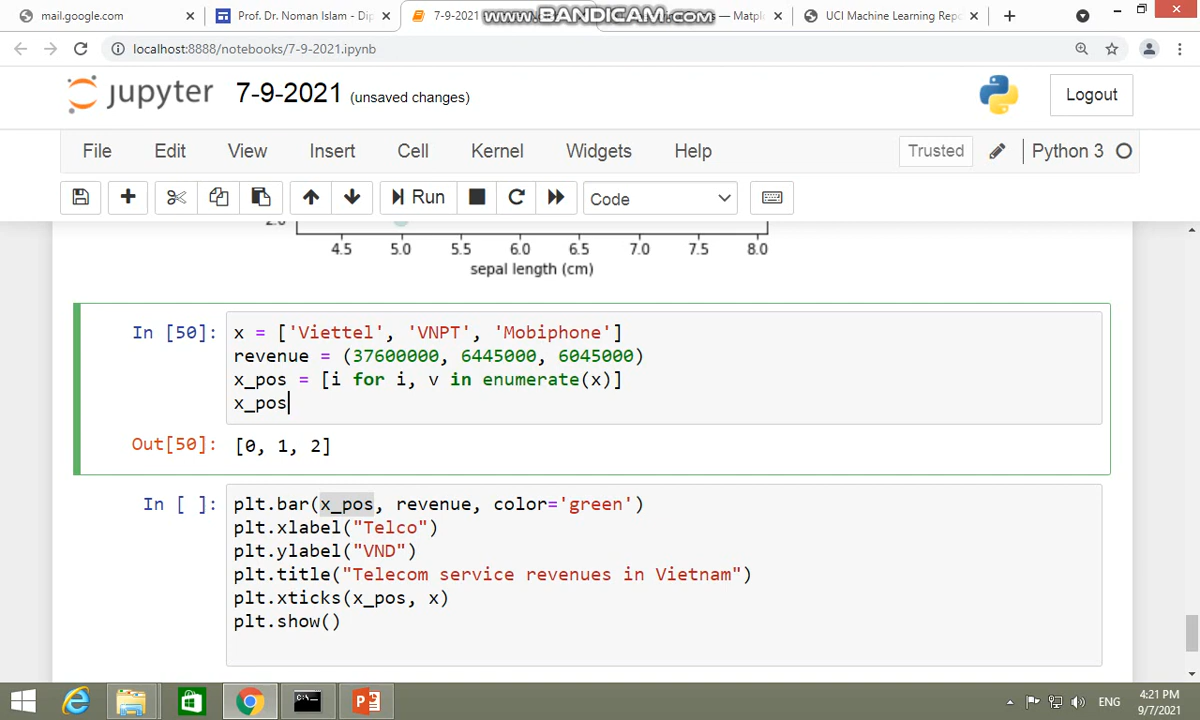 mail.google.com
Prof. Dr. Noman Islam - Di
7-9-2021
www.BANDICAM.com
— Matpl
UCI Machine Learning Rep
localhost:8888/notebooks/7-9-2021.ipynb
jupyter 7-9-2021 (unsaved changes)
Logout
File Edit View Insert Cell Kernel Widgets Help
Trusted
Python 3
Run
Code
2.0
4.5 5.0 5.5 6.0 6.5 7.0 7.5 8.0
sepal length (cm)
In [50]: x = ['Viettel', 'VNPT', 'Mobiphone']
revenue = (37600000, 6445000, 6045000)
x_pos = [i for i, v in enumerate(x)]
x_pos
Out[50]: [0, 1, 2]
In [ ]: plt.bar(x_pos, revenue, color='green')
plt.xlabel("Telco")
plt.ylabel("VND")
plt.title("Telecom service revenues in Vietnam")
plt.xticks(x_pos, x)
plt.show()
ENG
4:21 PM
9/7/2021